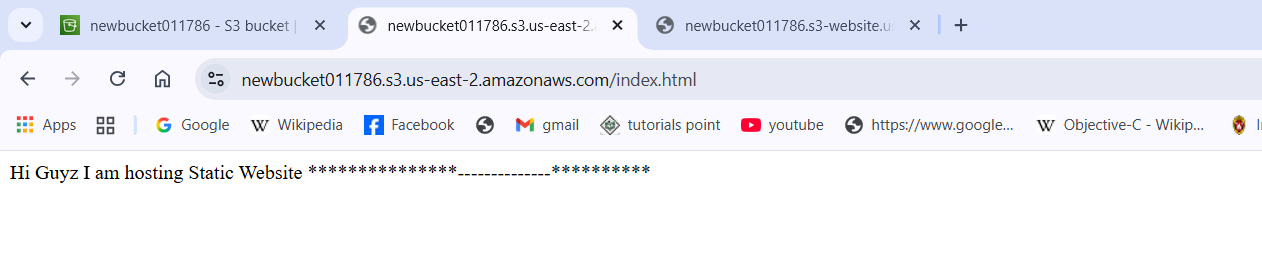 newbucket011786 - S3 bucket |
newbucket011786.s3.us-east-2.a
newbucket011786.s3-website.us
newbucket011786.s3.us-east-2.amazonaws.com/index.html
Apps Google Wikipedia Facebook gmail tutorials point youtube https://www.google... Objective-C - Wikip...
Hi Guyz I am hosting Static Website ***************--------------**********